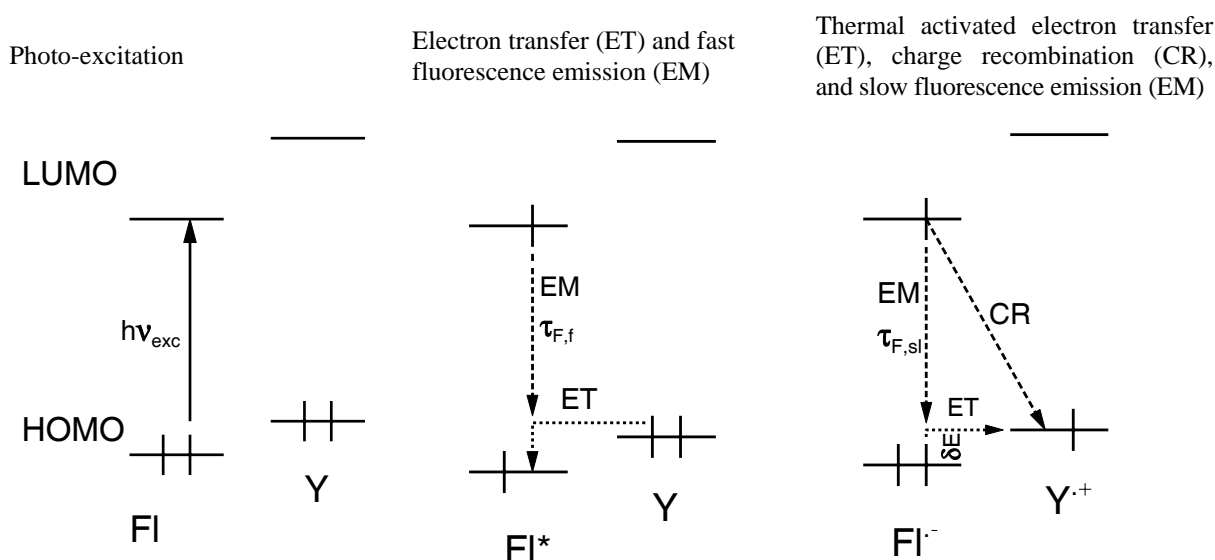 Photo-excitation
Electron transfer (ET) and fast
fluorescence emission (EM)
Thermal activated electron transfer
(ET), charge recombination (CR),
and slow fluorescence emission (EM)
LUMO
hν_exc
HOMO
Fl
Y
EM
τ_F,f
ET
Fl*
Y
EM
τ_F,sl
CR
ET
δE
Fl·-
Y·+